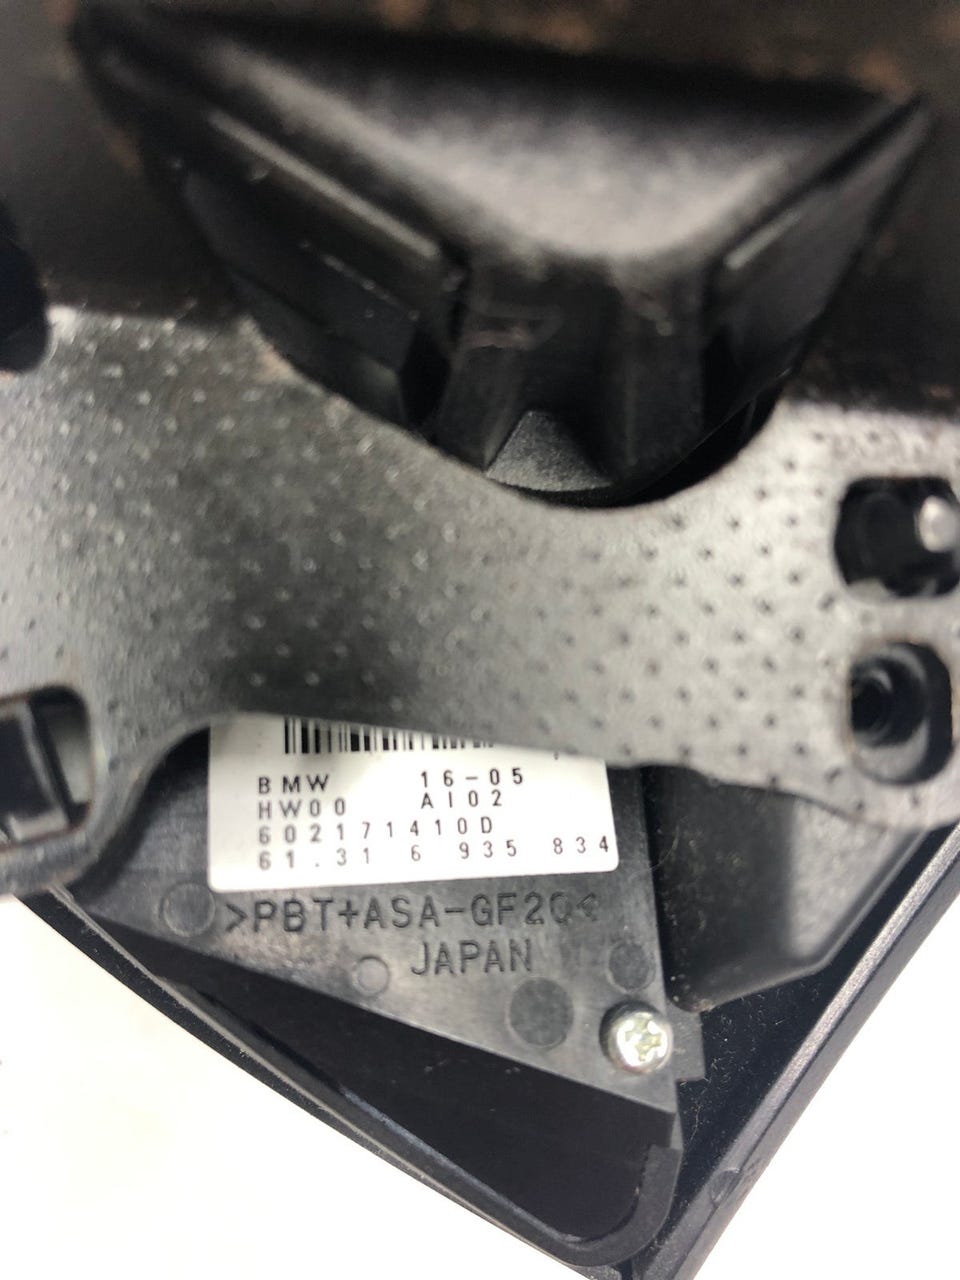 BMW 16-05
HW00 AI02
602171410D
61.31 6 935 834
>PBT+ASA-GF20<
JAPAN